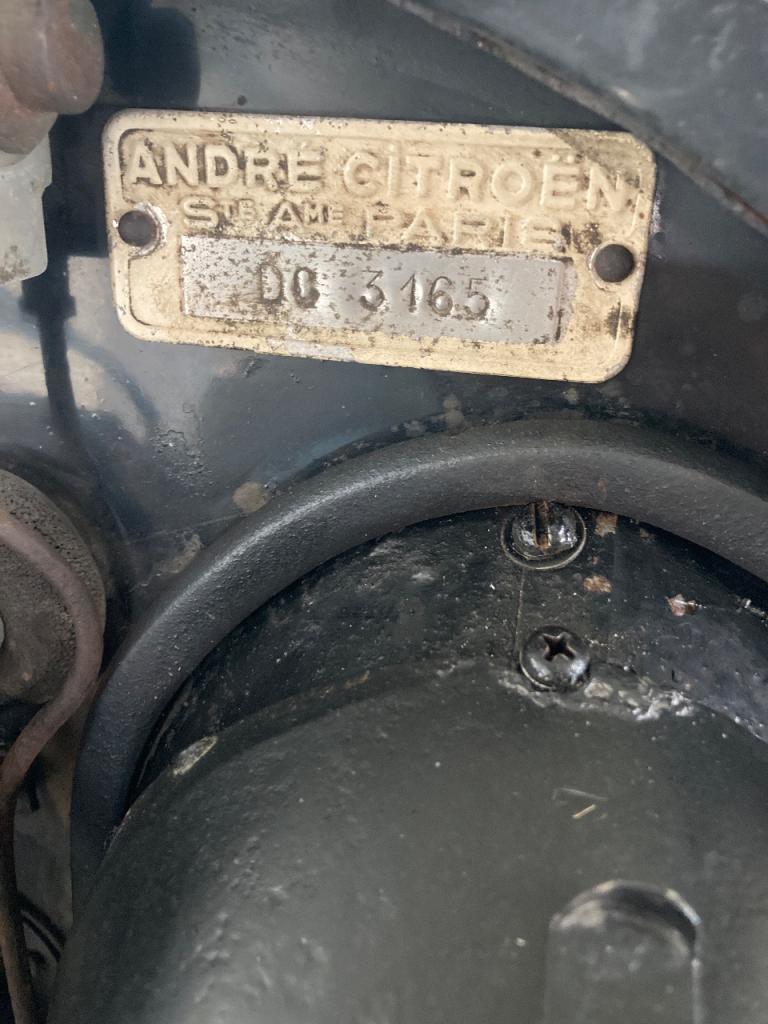 ANDRÉ CiTROËN
STÉ AME PARIS
DC 3165